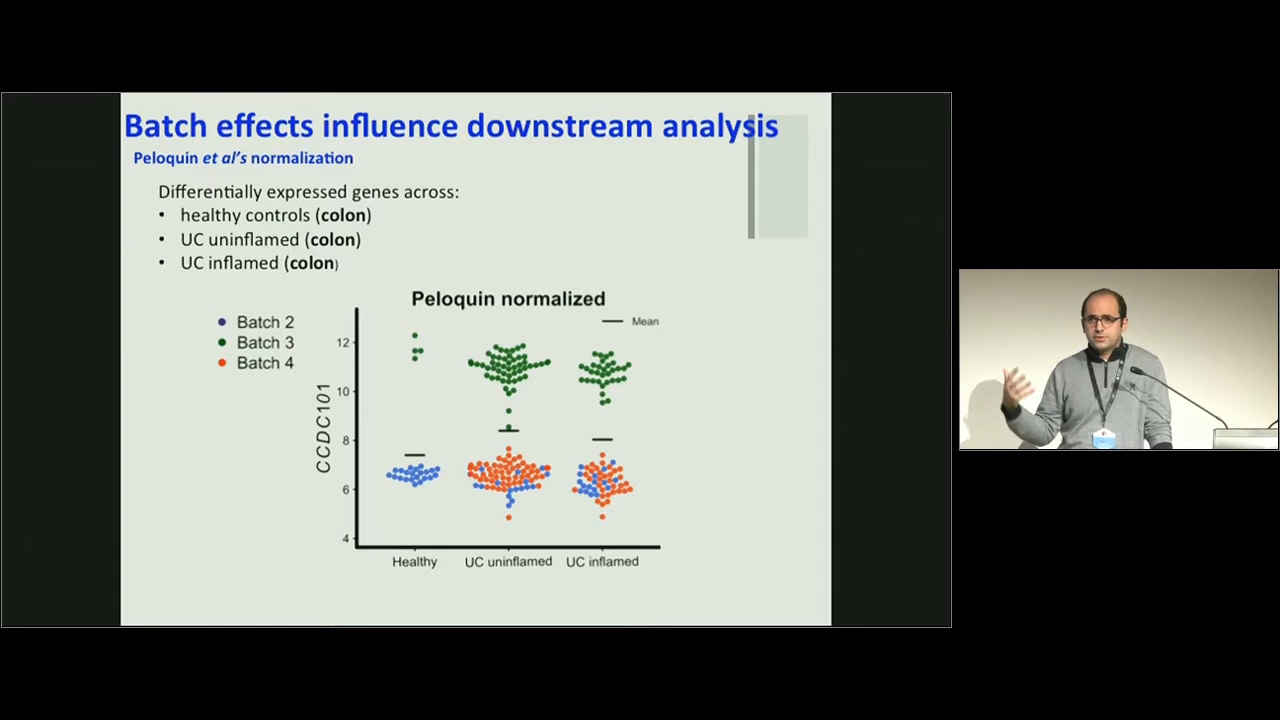 Batch effects influence downstream analysis
Peloquin et al's normalization
Differentially expressed genes across:
• healthy controls (colon)
• UC uninflamed (colon)
• UC inflamed (colon)
Peloquin normalized
Mean
Batch 2
Batch 3
Batch 4
CCDC101
12
10
8
6
4
Healthy
UC uninflamed
UC inflamed